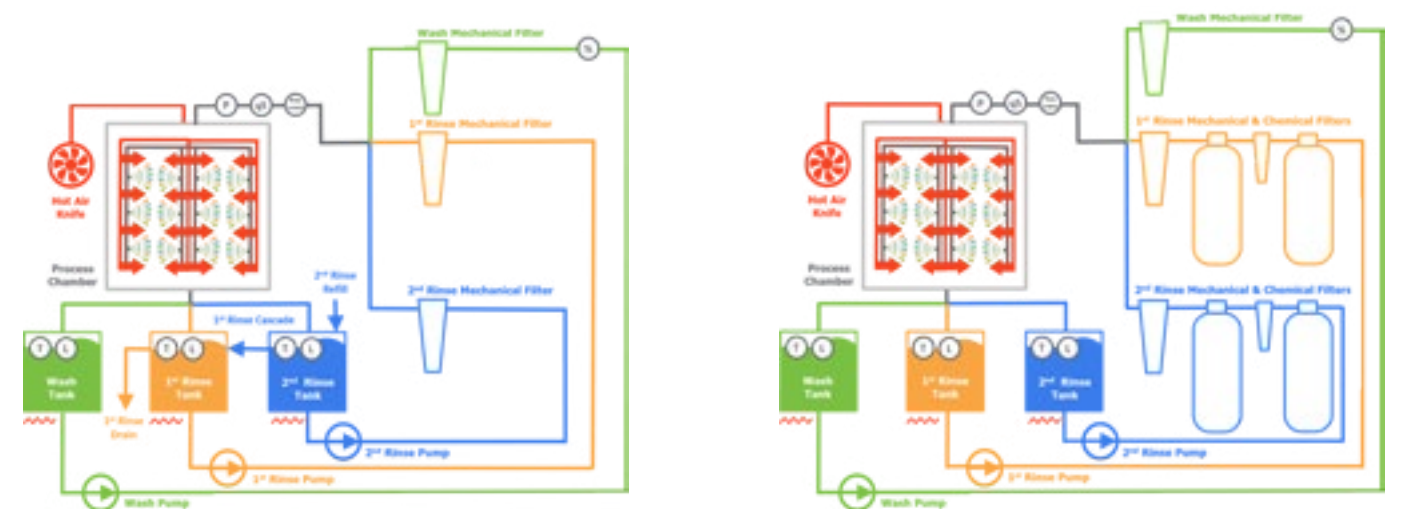 Wash Mechanical Filter
%
P
1st Rinse Mechanical Filter
Hot Air
Knife
Process
Chamber
2nd Rinse
Refill
2nd Rinse Mechanical Filter
1st Rinse Cascade
T L
T L
T L
Wash
Tank
1st Rinse
Tank
2nd Rinse
Tank
1st Rinse
Drain
2nd Rinse Pump
1st Rinse Pump
Wash Pump
Wash Mechanical Filter
%
P
1st Rinse Mechanical & Chemical Filters
Hot Air
Knife
Process
Chamber
2nd Rinse Mechanical & Chemical Filters
T L
T L
T L
Wash
Tank
1st Rinse
Tank
2nd Rinse
Tank
2nd Rinse Pump
1st Rinse Pump
Wash Pump